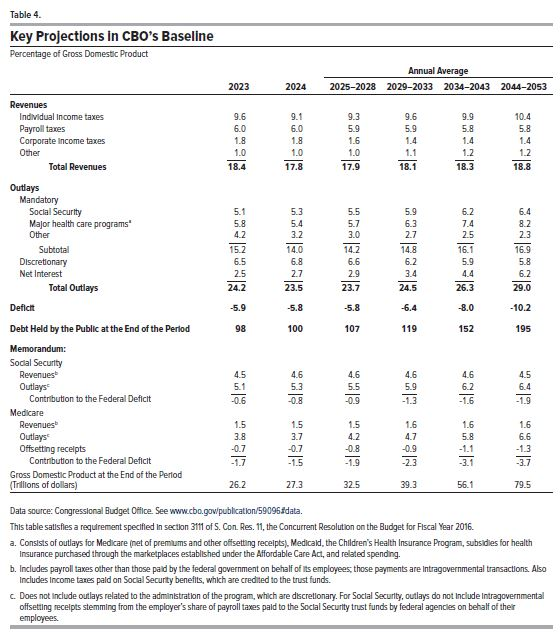 Table 4.
Key Projections in CBO's Baseline
Percentage of Gross Domestic Product
Annual Average
2023 2024 2025–2028 2029–2033 2034–2043 2044–2053
Revenues
Individual income taxes 9.6 9.1 9.3 9.6 9.9 10.4
Payroll taxes 6.0 6.0 5.9 5.9 5.8 5.8
Corporate income taxes 1.8 1.8 1.6 1.4 1.4 1.4
Other 1.0 1.0 1.0 1.1 1.2 1.2
Total Revenues 18.4 17.8 17.9 18.1 18.3 18.8
Outlays
Mandatory
Social Security 5.1 5.3 5.5 5.9 6.2 6.4
Major health care programsᵃ 5.8 5.4 5.7 6.3 7.4 8.2
Other 4.2 3.2 3.0 2.7 2.5 2.3
Subtotal 15.2 14.0 14.2 14.8 16.1 16.9
Discretionary 6.5 6.8 6.6 6.2 5.9 5.8
Net Interest 2.5 2.7 2.9 3.4 4.4 6.2
Total Outlays 24.2 23.5 23.7 24.5 26.3 29.0
Deficit -5.9 -5.8 -5.8 -6.4 -8.0 -10.2
Debt Held by the Public at the End of the Period 98 100 107 119 152 195
Memorandum:
Social Security
Revenuesᵇ 4.5 4.6 4.6 4.6 4.6 4.5
Outlaysᶜ 5.1 5.3 5.5 5.9 6.2 6.4
Contribution to the Federal Deficit -0.6 -0.8 -0.9 -1.3 -1.6 -1.9
Medicare
Revenuesᵇ 1.5 1.5 1.5 1.6 1.6 1.6
Outlaysᶜ 3.8 3.7 4.2 4.7 5.8 6.6
Offsetting receipts -0.7 -0.7 -0.8 -0.9 -1.1 -1.3
Contribution to the Federal Deficit -1.7 -1.5 -1.9 -2.3 -3.1 -3.7
Gross Domestic Product at the End of the Period
(Trillions of dollars) 26.2 27.3 32.5 39.3 56.1 79.5
Data source: Congressional Budget Office. See www.cbo.gov/publication/59096#data.
This table satisfies a requirement specified in section 3111 of S. Con. Res. 11, the Concurrent Resolution on the Budget for Fiscal Year 2016.
a. Consists of outlays for Medicare (net of premiums and other offsetting receipts), Medicaid, the Children's Health Insurance Program, subsidies for health
insurance purchased through the marketplaces established under the Affordable Care Act, and related spending.
b. Includes payroll taxes other than those paid by the federal government on behalf of its employees; those payments are intragovernmental transactions. Also
includes income taxes paid on Social Security benefits, which are credited to the trust funds.
c. Does not include outlays related to the administration of the program, which are discretionary. For Social Security, outlays do not include intragovernmental
offsetting receipts stemming from the employer's share of payroll taxes paid to the Social Security trust funds by federal agencies on behalf of their
employees.